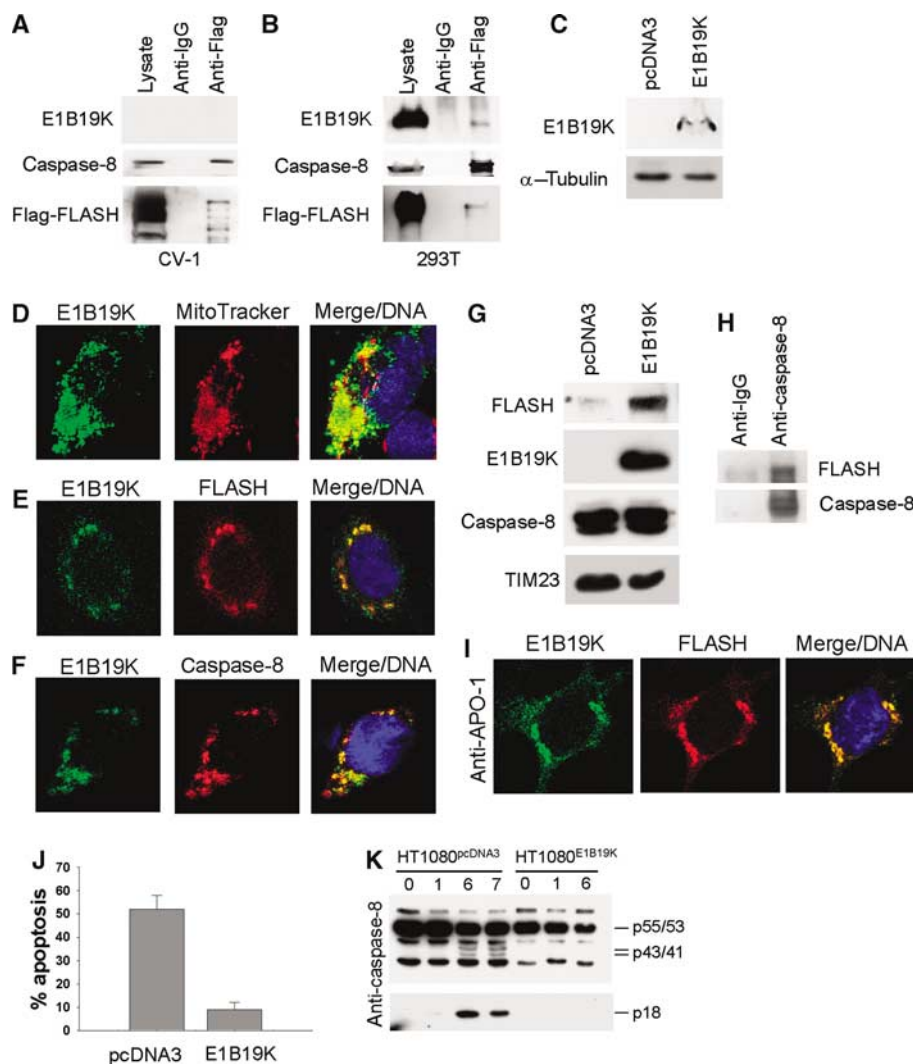 A
Lysate
Anti-IgG
Anti-Flag
E1B19K
Caspase-8
Flag-FLASH
CV-1
B
Lysate
Anti-IgG
Anti-Flag
E1B19K
Caspase-8
Flag-FLASH
293T
C
pcDNA3
E1B19K
E1B19K
α–Tubulin
D
E1B19K MitoTracker Merge/DNA
E
E1B19K FLASH Merge/DNA
F
E1B19K Caspase-8 Merge/DNA
G
pcDNA3
E1B19K
FLASH
E1B19K
Caspase-8
TIM23
H
Anti-IgG
Anti-caspase-8
FLASH
Caspase-8
I
E1B19K FLASH Merge/DNA
Anti-APO-1
J
% apoptosis
70
60
50
40
30
20
10
0
pcDNA3 E1B19K
K
HT1080pcDNA3 HT1080E1B19K
0 1 6 7 0 1 6
Anti-caspase-8
p55/53
p43/41
p18